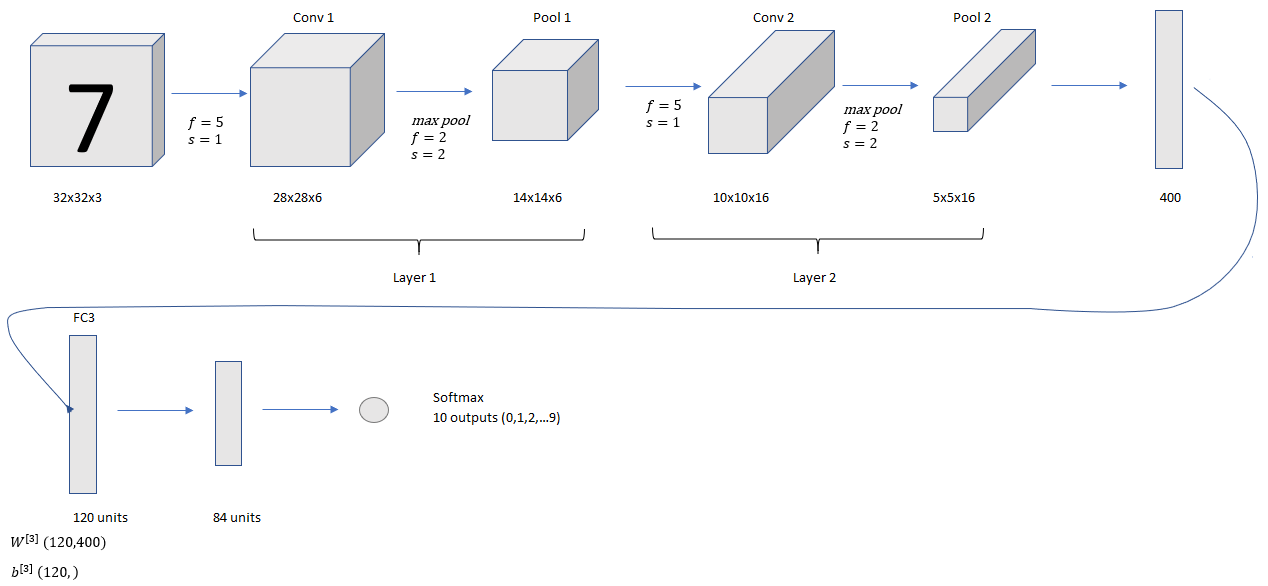 Conv 1
Pool 1
Conv 2
Pool 2
7
f = 5
s = 1
max pool
f = 2
s = 2
f = 5
s = 1
max pool
f = 2
s = 2
32x32x3
28x28x6
14x14x6
10x10x16
5x5x16
400
Layer 1
Layer 2
FC3
Softmax
10 outputs (0,1,2,...9)
120 units
84 units
W[3] (120,400)
b[3] (120, )